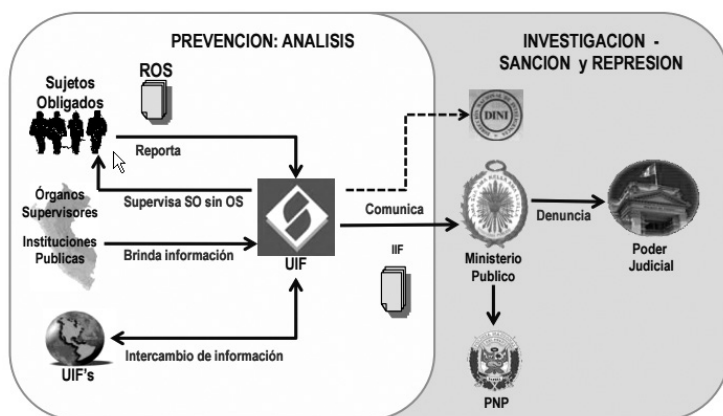 PREVENCION: ANALISIS
INVESTIGACION -
SANCION y REPRESION
Sujetos
Obligados
ROS
Reporta
Supervisa SO sin OS
Órganos
Supervisores
Instituciones
Publicas
Brinda información
UIF
Comunica
IIF
Intercambio de información
UIF's
DINI
Ministerio
Publico
Denuncia
Poder
Judicial
PNP